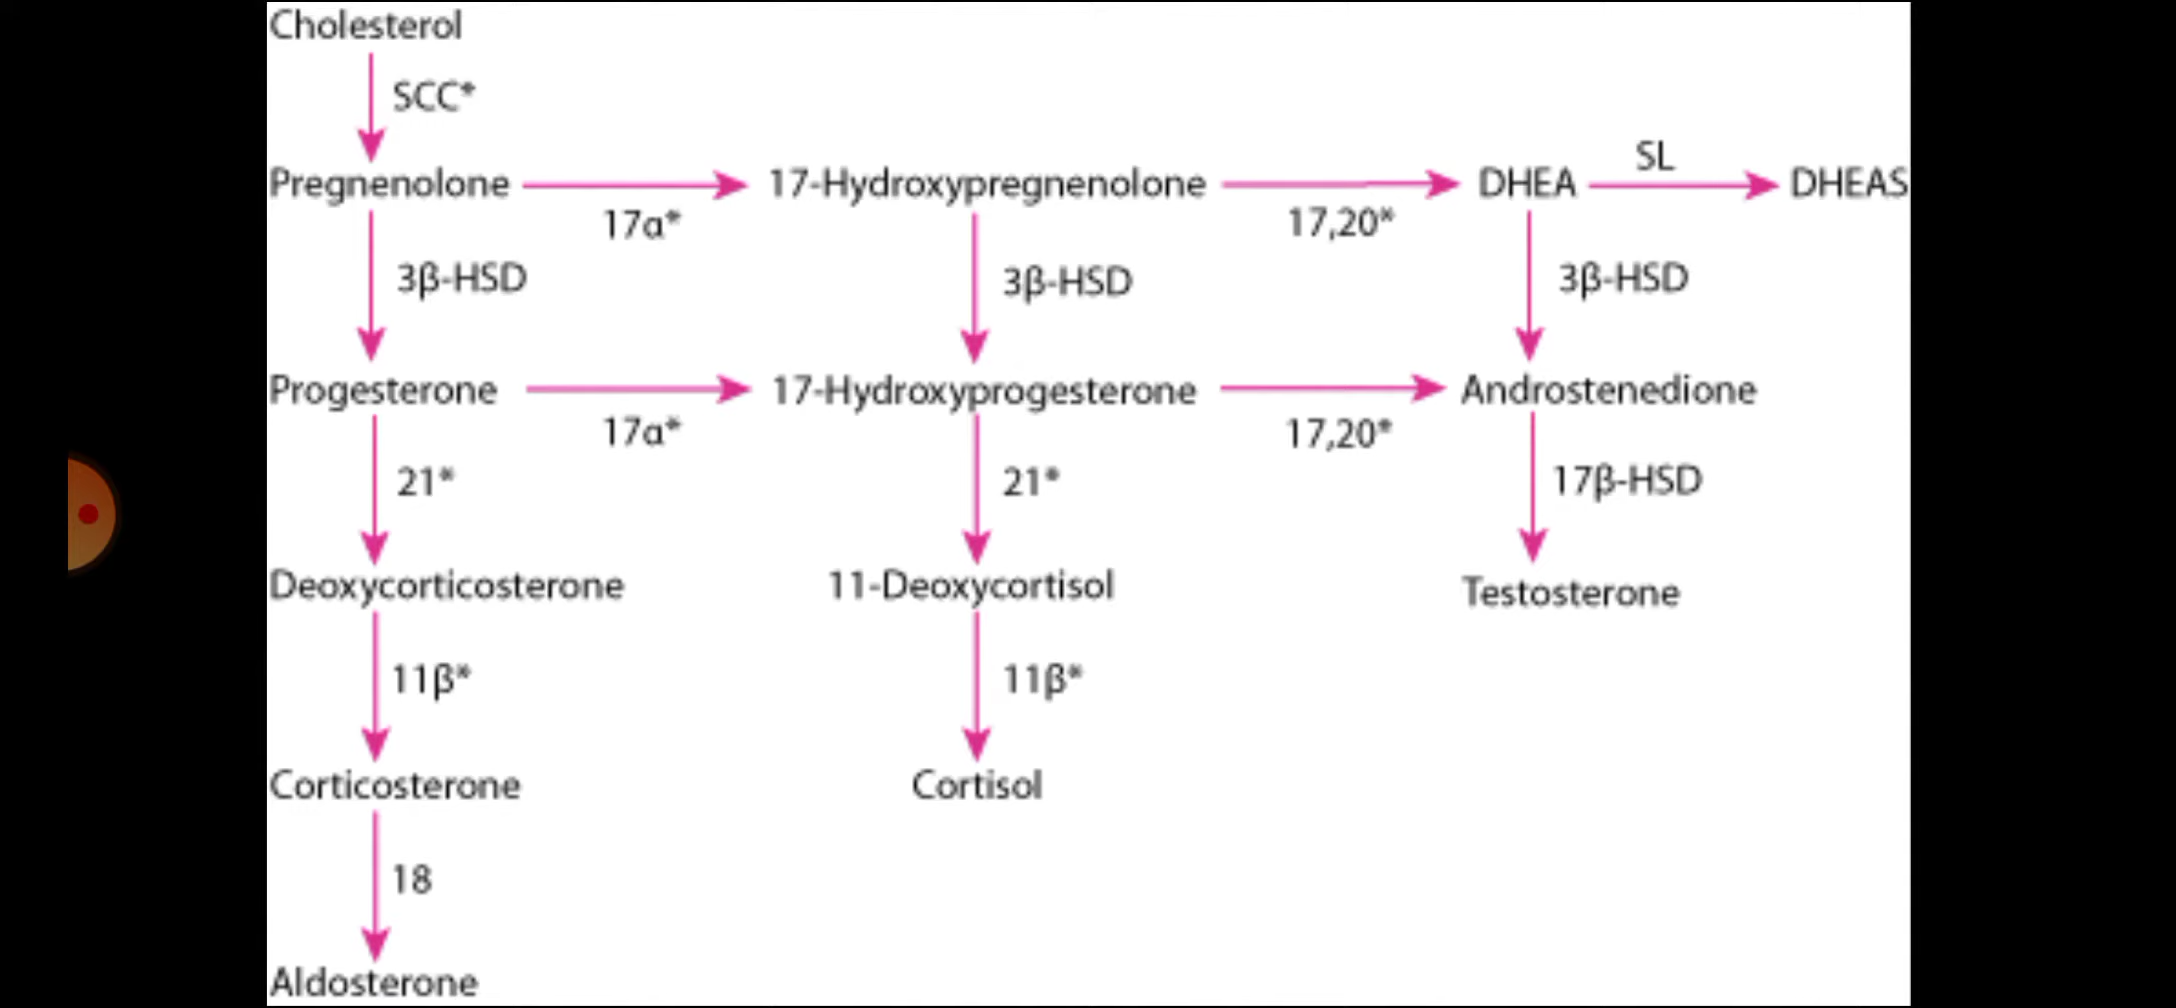 Cholesterol
SCC*
SL
Pregnenolone 17-Hydroxypregnenolone DHEA DHEAS
17α* 17,20*
3β-HSD 3β-HSD 3β-HSD
Progesterone 17-Hydroxyprogesterone Androstenedione
17α* 17,20*
21* 21* 17β-HSD
Deoxycorticosterone 11-Deoxycortisol Testosterone
11β* 11β*
Corticosterone Cortisol
18
Aldosterone